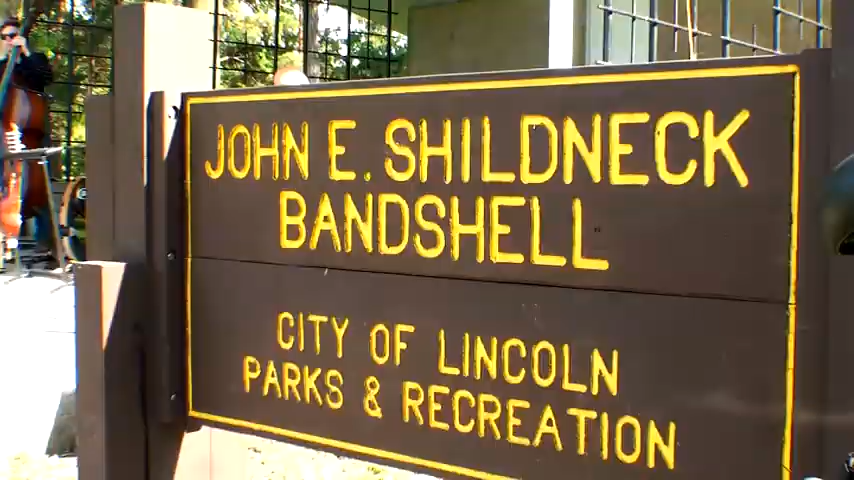 JOHN E. SHILDNECK
BANDSHELL
CITY OF LINCOLN
PARKS & RECREATION